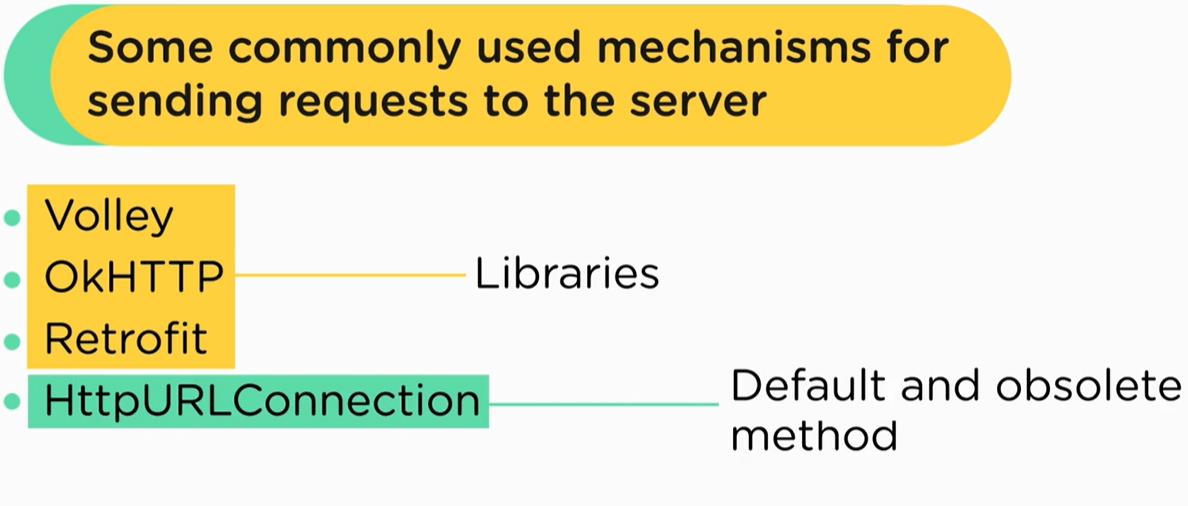 Some commonly used mechanisms for
sending requests to the server
Volley
OkHTTP
Libraries
Retrofit
HttpURLConnection
Default and obsolete
method